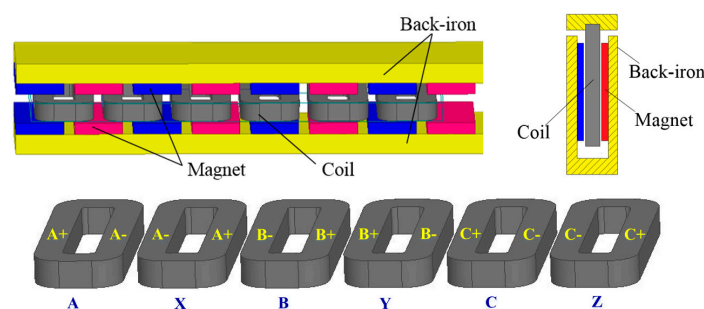 Back-iron
Magnet
Coil
Back-iron
Magnet
Coil
A+ A- A- A+ B- B+ B+ B- C+ C- C- C+
A X B Y C Z